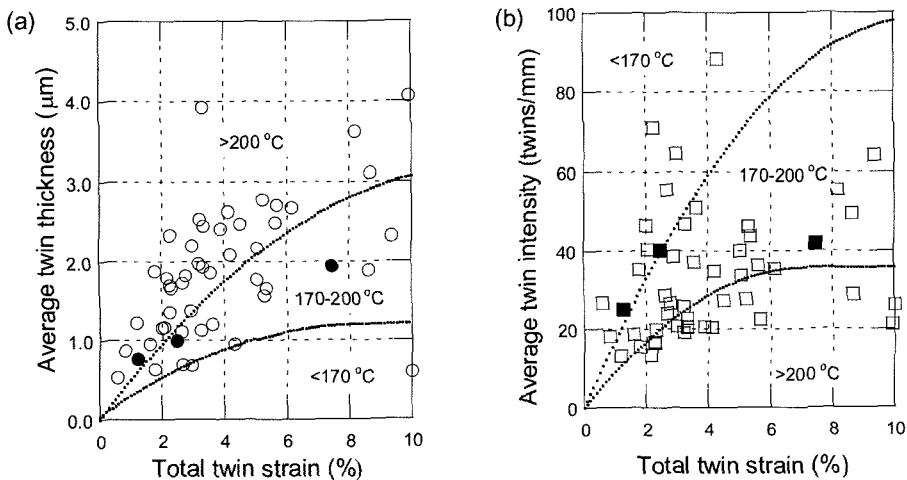 (a)
5.0
4.0
3.0
2.0
1.0
0.0
Average twin thickness (μm)
>200 °C
170-200 °C
<170 °C
0 2 4 6 8 10
Total twin strain (%)
(b)
100
80
60
40
20
0
Average twin intensity (twins/mm)
<170 °C
170-200 °C
>200 °C
0 2 4 6 8 10
Total twin strain (%)